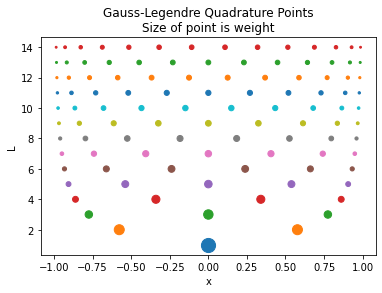 Gauss-Legendre Quadrature Points
Size of point is weight
14
12
10
8
6
4
2
L
−1.00 −0.75 −0.50 −0.25 0.00 0.25 0.50 0.75 1.00
x